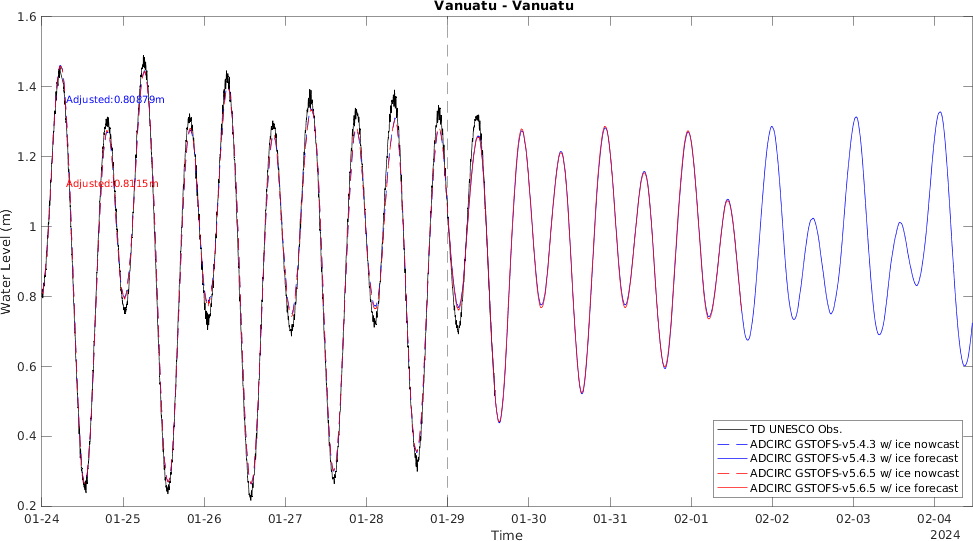 Vanuatu - Vanuatu
1.6
1.4
1.2
1
0.8
0.6
0.4
0.2
Water Level (m)
Adjusted:0.80879m
Adjusted:0.8115m
TD UNESCO Obs.
ADCIRC GSTOFS-v5.4.3 w/ ice nowcast
ADCIRC GSTOFS-v5.4.3 w/ ice forecast
ADCIRC GSTOFS-v5.6.5 w/ ice nowcast
ADCIRC GSTOFS-v5.6.5 w/ ice forecast
01-24 01-25 01-26 01-27 01-28 01-29 01-30 01-31 02-01 02-02 02-03 02-04
Time
2024